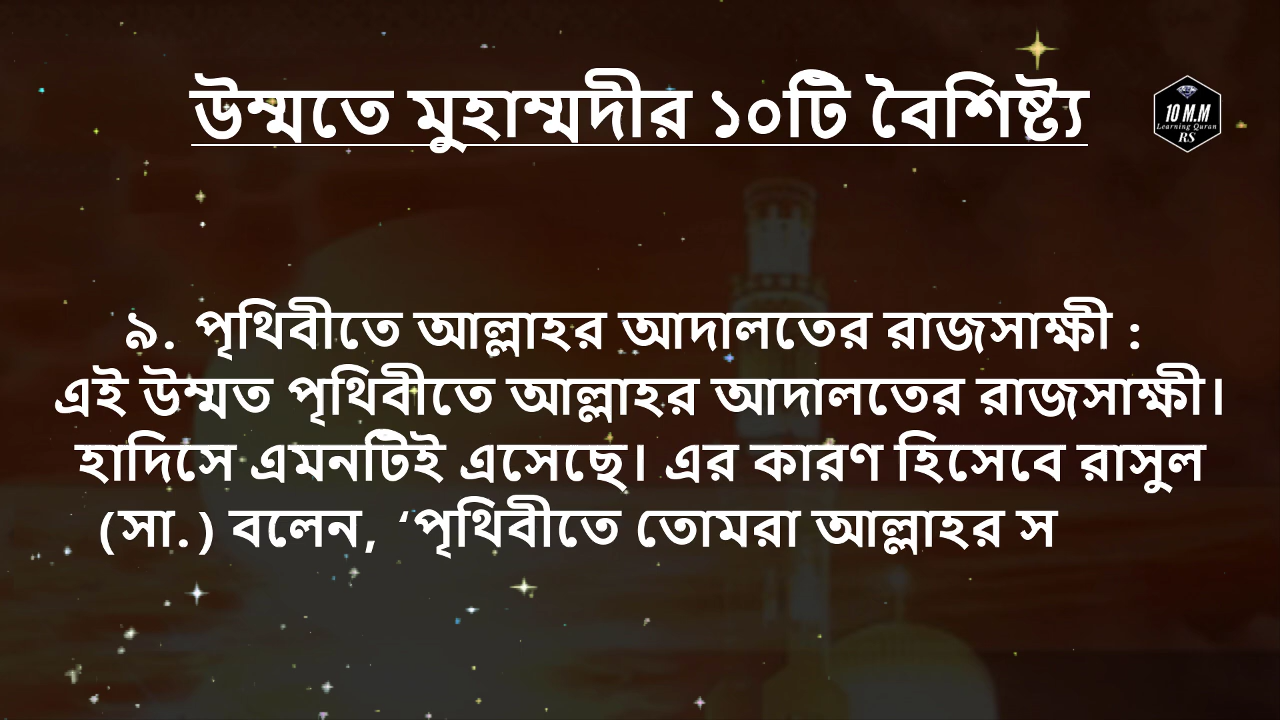 উম্মতে মুহাম্মদীর ১০টি বৈশিষ্ট্য
10 M.M
Learning Quran
RS
৯. পৃথিবীতে আল্লাহর আদালতের রাজসাক্ষী :
এই উম্মত পৃথিবীতে আল্লাহর আদালতের রাজসাক্ষী।
হাদিসে এমনটিই এসেছে। এর কারণ হিসেবে রাসুল
(সা.) বলেন, ‘পৃথিবীতে তোমরা আল্লাহর স